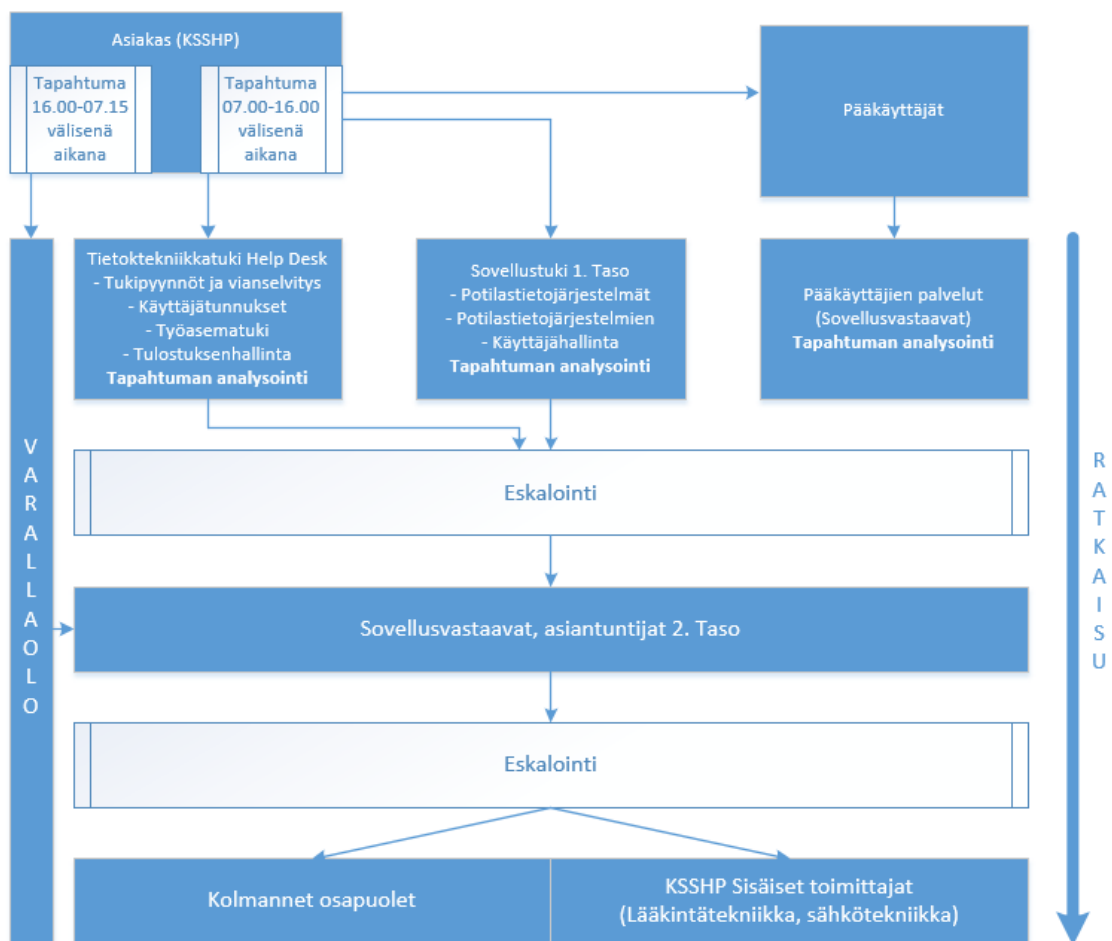 Asiakas (KSSHP)
Tapahtuma
16.00-07.15
välisenä
aikana
Tapahtuma
07.00-16.00
välisenä
aikana
Pääkäyttäjät
Tietoktekniikkatuki Help Desk
- Tukipyynnöt ja vianselvitys
- Käyttäjätunnukset
- Työasematuki
- Tulostuksenhallinta
Tapahtuman analysointi
Sovellustuki 1. Taso
- Potilastietojärjestelmät
- Potilastietojärjestelmien
- Käyttäjähallinta
Tapahtuman analysointi
Pääkäyttäjien palvelut
(Sovellusvastaavat)
Tapahtuman analysointi
VARALLAOLO
Eskalointi
Sovellusvastaavat, asiantuntijat 2. Taso
Eskalointi
Kolmannet osapuolet
KSSHP Sisäiset toimittajat
(Lääkintätekniikka, sähkötekniikka)
RATKAISU